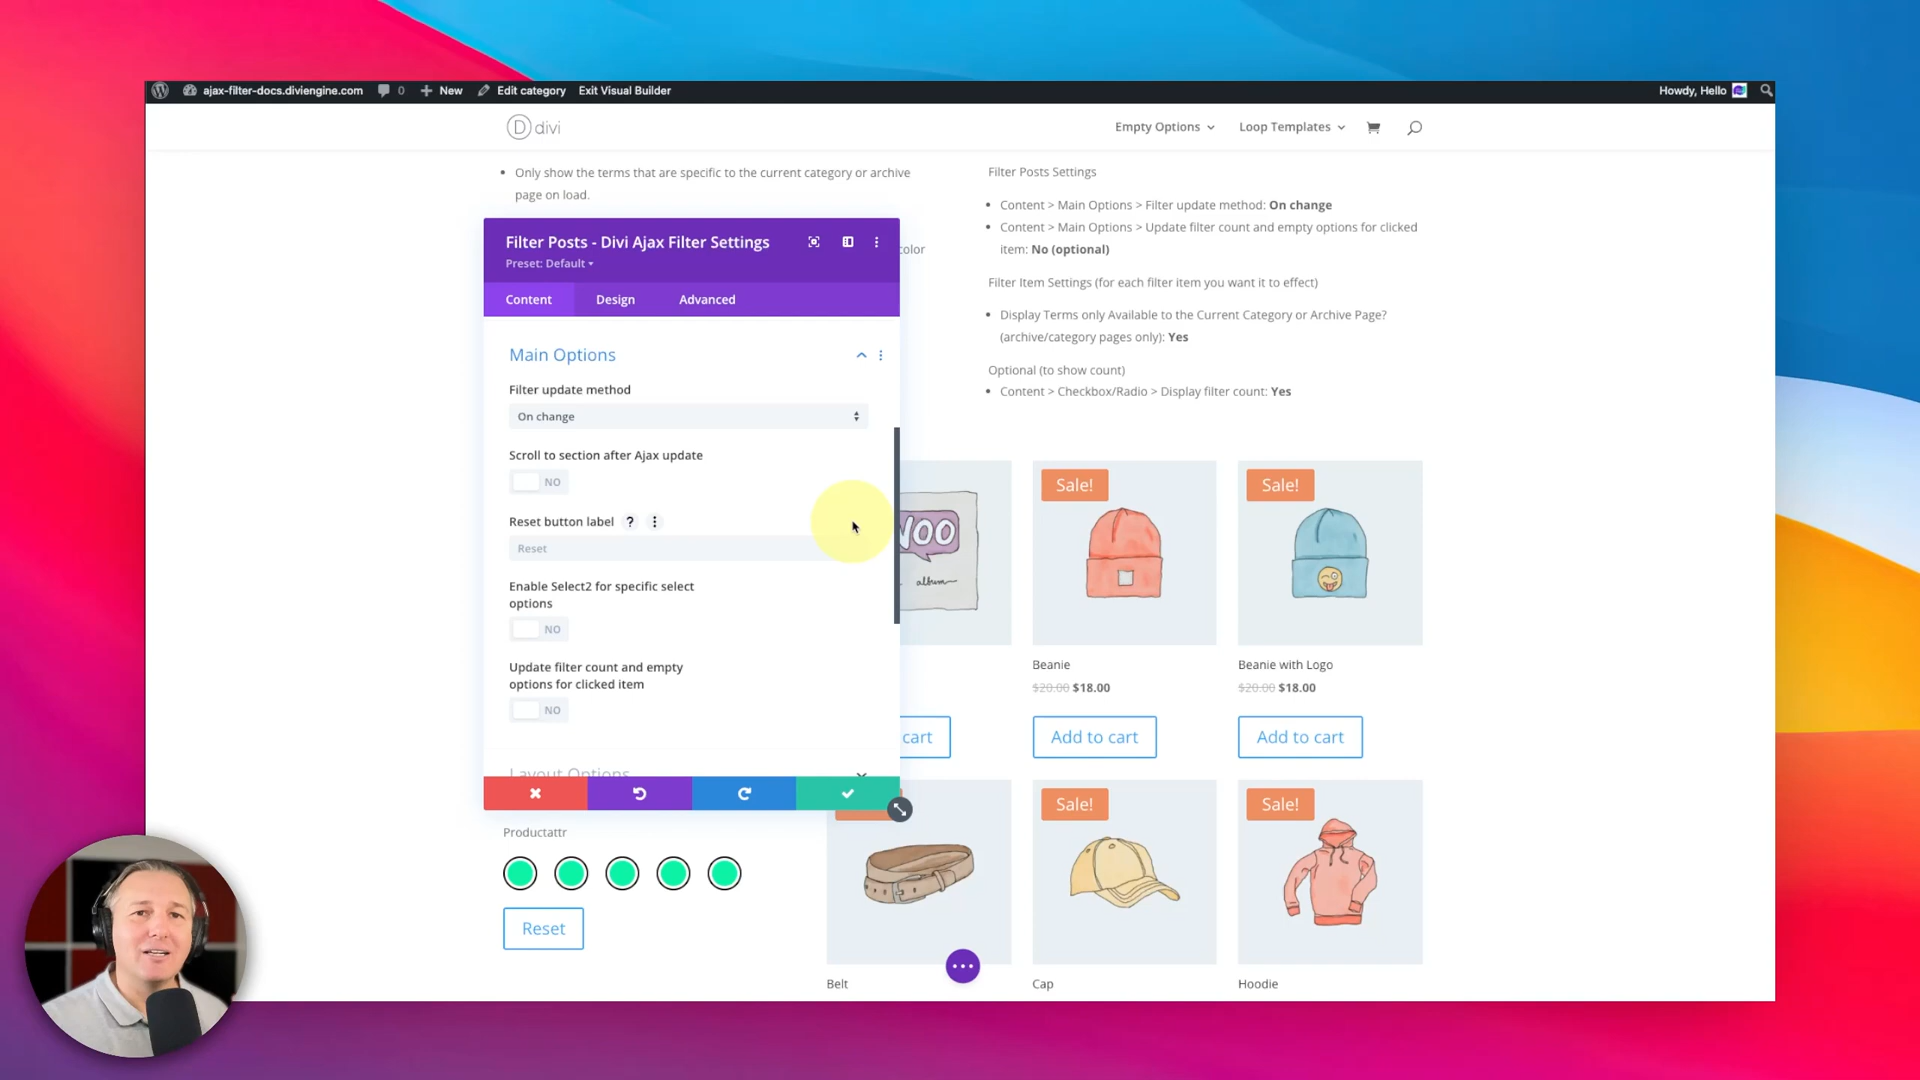 ajax-filter-docs.diviengine.com 0 New Edit category Exit Visual Builder Howdy, Hello
D divi Empty Options Loop Templates
Only show the terms that are specific to the current category or archive
page on load.
color
Filter Posts Settings
Content > Main Options > Filter update method: On change
Content > Main Options > Update filter count and empty options for clicked
item: No (optional)
Filter Item Settings (for each filter item you want it to effect)
Display Terms only Available to the Current Category or Archive Page?
(archive/category pages only): Yes
Optional (to show count)
Content > Checkbox/Radio > Display filter count: Yes
Filter Posts - Divi Ajax Filter Settings
Preset: Default
Content Design Advanced
Main Options
Filter update method
On change
Scroll to section after Ajax update
NO
Reset button label ?
Reset
Enable Select2 for specific select
options
NO
Update filter count and empty
options for clicked item
NO
Layout Options
Productattr
Reset
WOO
album
cart
Sale!
Beanie
$20.00 $18.00
Add to cart
Sale!
Beanie with Logo
$20.00 $18.00
Add to cart
Belt
Sale!
Cap
Sale!
Hoodie